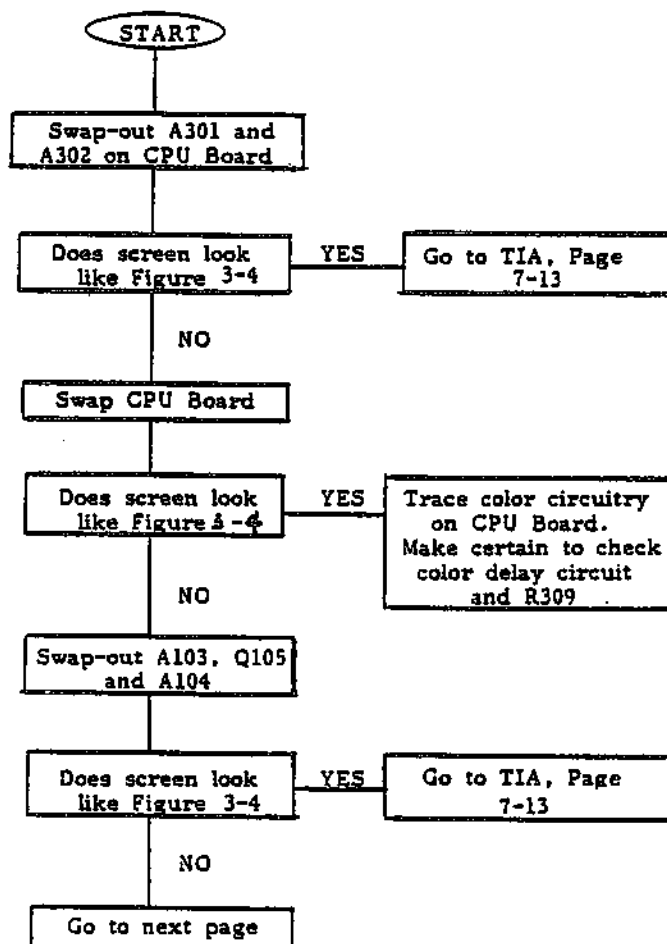 START
Swap-out A301 and
A302 on CPU Board
Does screen look
like Figure 3-4
YES
Go to TIA, Page
7-13
NO
Swap CPU Board
Does screen look
like Figure
YES
Trace color circuitry
on CPU Board.
Make certain to check
color delay circuit
and R309
NO
Swap-out A103, Q105
and A104
Does screen look
like Figure 3-4
YES
Go to TIA, Page
7-13
NO
Go to next page